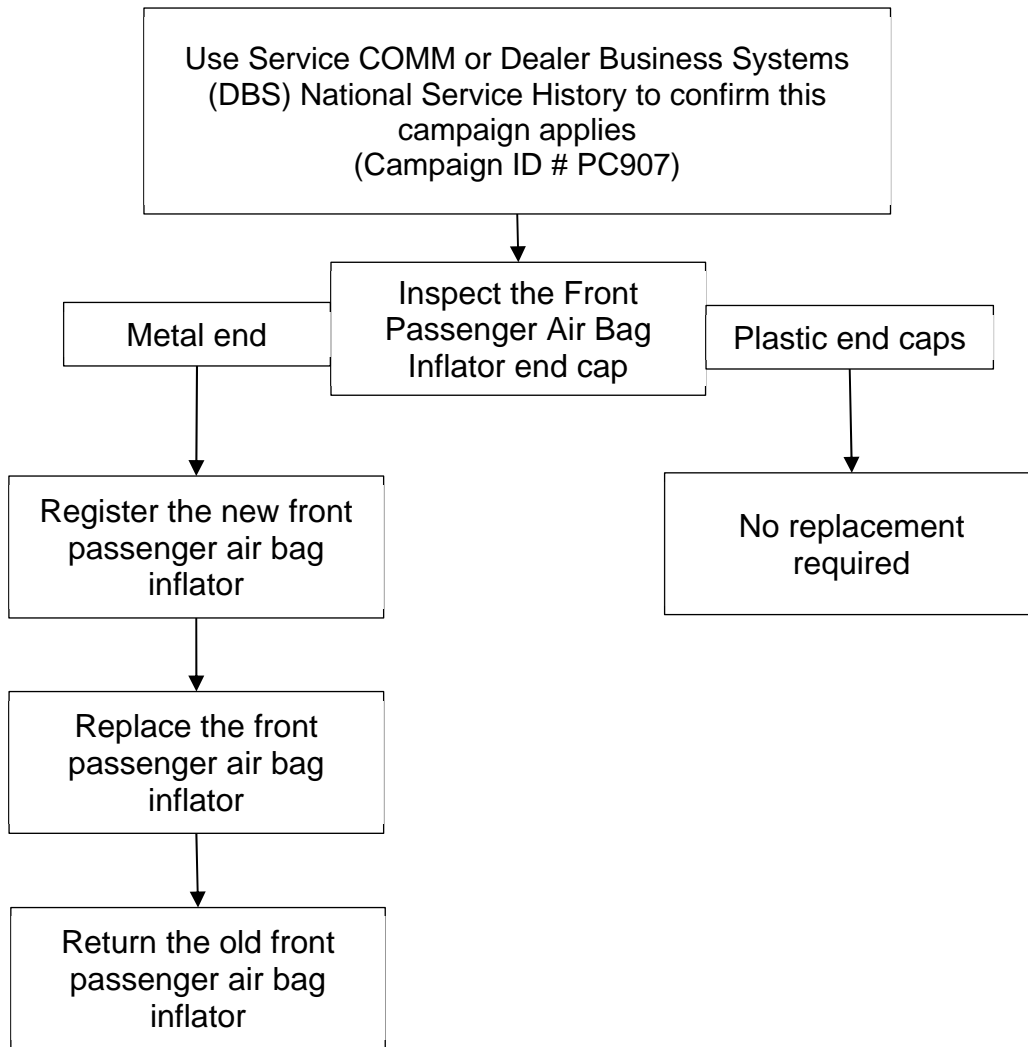 Use Service COMM or Dealer Business Systems
(DBS) National Service History to confirm this
campaign applies
(Campaign ID # PC907)
Metal end
Inspect the Front
Passenger Air Bag
Inflator end cap
Plastic end caps
Register the new front
passenger air bag
inflator
No replacement
required
Replace the front
passenger air bag
inflator
Return the old front
passenger air bag
inflator